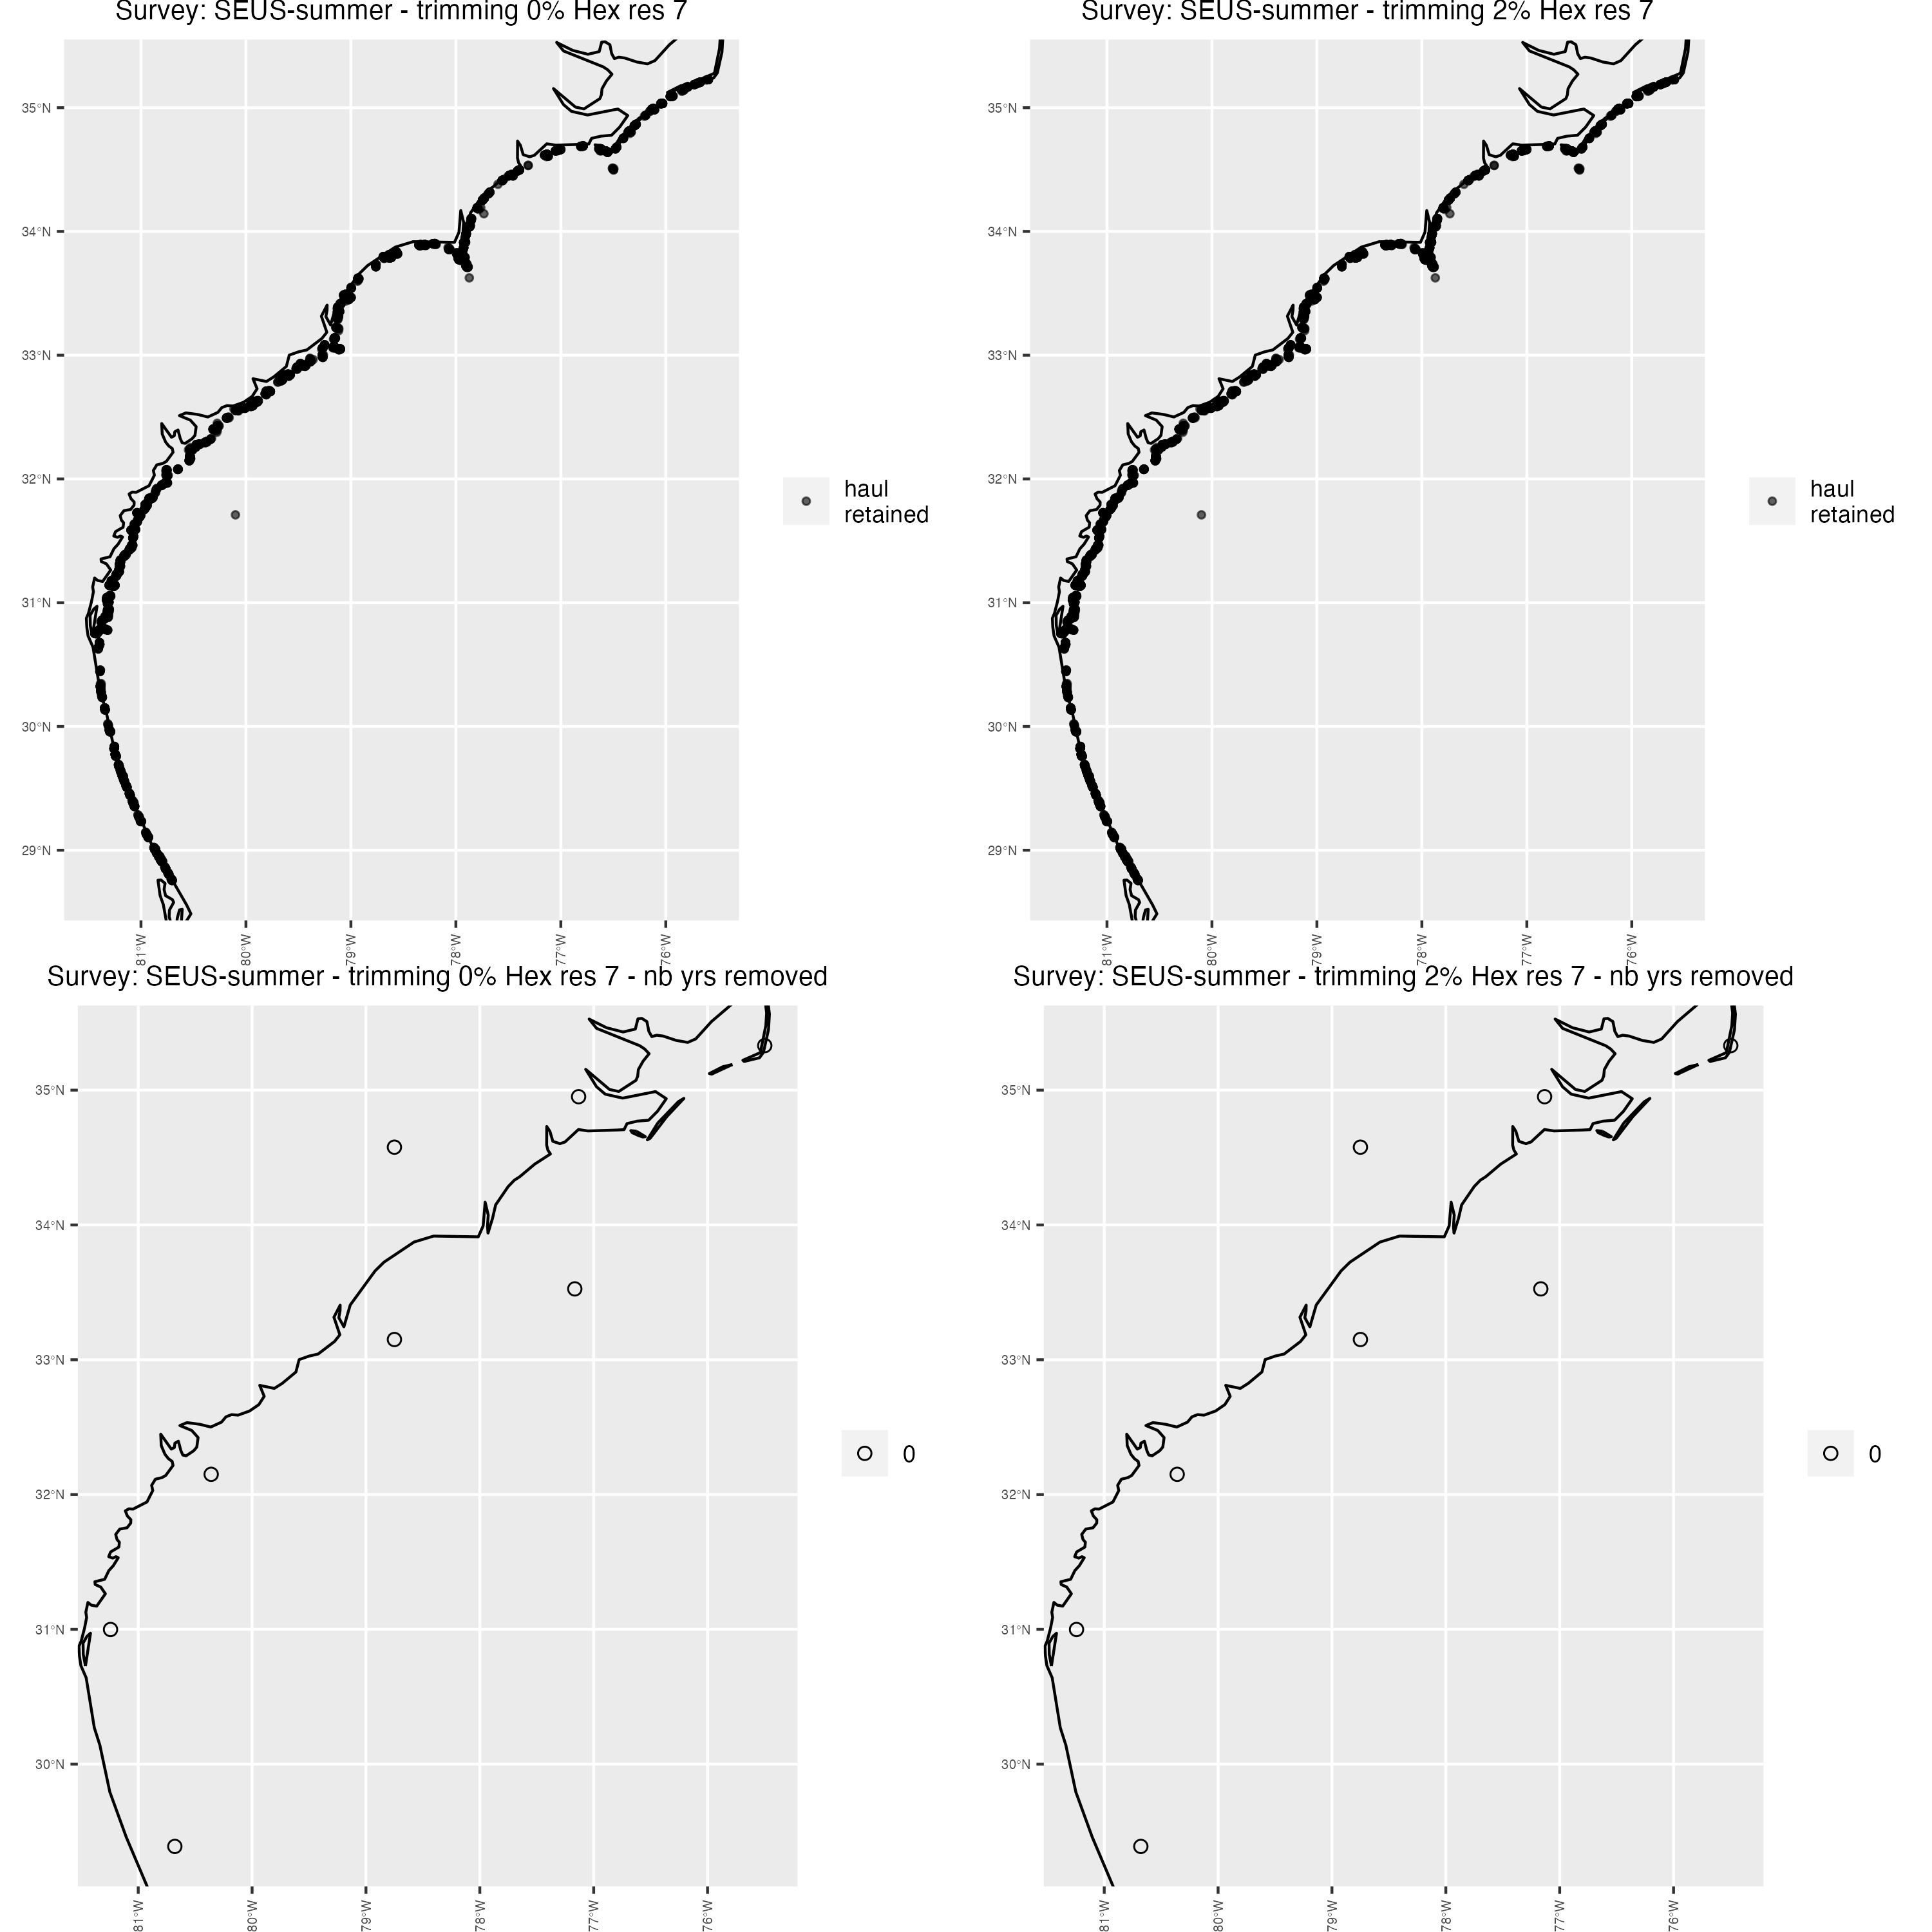 Survey: SEUS-summer - trimming 0% Hex res 7
35°N
34°N
33°N
32°N
31°N
30°N
29°N
81°W
80°W
79°W
78°W
77°W
76°W
haul
retained
Survey: SEUS-summer - trimming 2% Hex res 7
35°N
34°N
33°N
32°N
31°N
30°N
29°N
81°W
80°W
79°W
78°W
77°W
76°W
haul
retained
Survey: SEUS-summer - trimming 0% Hex res 7 - nb yrs removed
35°N
34°N
33°N
32°N
31°N
30°N
81°W
80°W
79°W
78°W
77°W
76°W
0
Survey: SEUS-summer - trimming 2% Hex res 7 - nb yrs removed
35°N
34°N
33°N
32°N
31°N
30°N
81°W
80°W
79°W
78°W
77°W
76°W
0